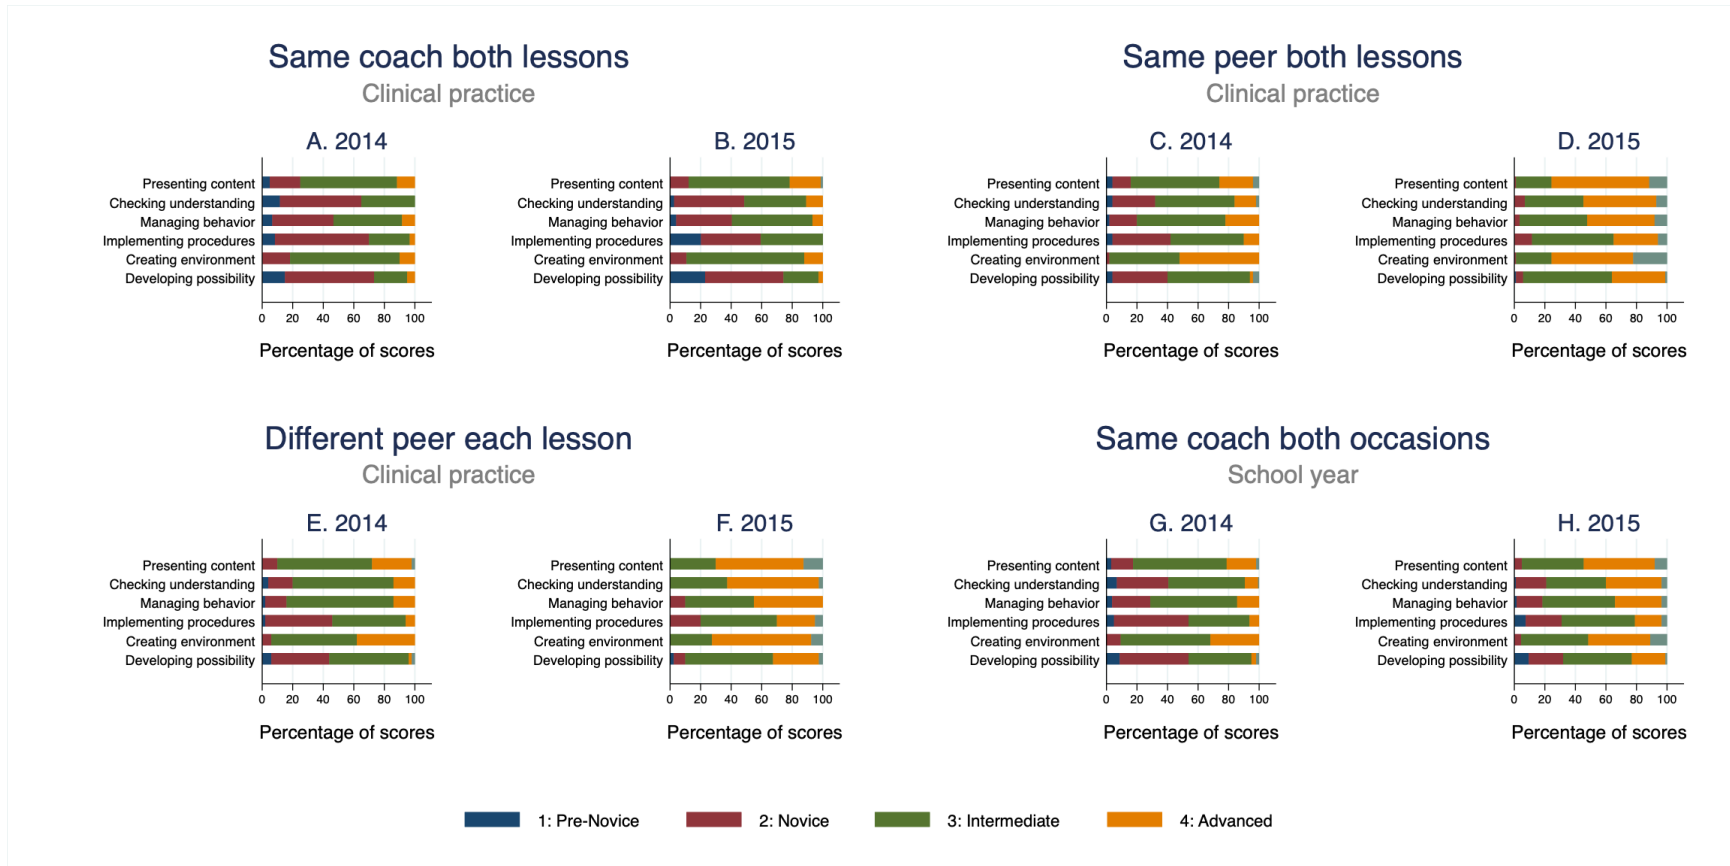 Same coach both lessons
Clinical practice
A. 2014
Presenting content
Checking understanding
Managing behavior
Implementing procedures
Creating environment
Developing possibility
0 20 40 60 80 100
Percentage of scores
B. 2015
Presenting content
Checking understanding
Managing behavior
Implementing procedures
Creating environment
Developing possibility
0 20 40 60 80 100
Percentage of scores
Same peer both lessons
Clinical practice
C. 2014
Presenting content
Checking understanding
Managing behavior
Implementing procedures
Creating environment
Developing possibility
0 20 40 60 80 100
Percentage of scores
D. 2015
Presenting content
Checking understanding
Managing behavior
Implementing procedures
Creating environment
Developing possibility
0 20 40 60 80 100
Percentage of scores
Different peer each lesson
Clinical practice
E. 2014
Presenting content
Checking understanding
Managing behavior
Implementing procedures
Creating environment
Developing possibility
0 20 40 60 80 100
Percentage of scores
F. 2015
Presenting content
Checking understanding
Managing behavior
Implementing procedures
Creating environment
Developing possibility
0 20 40 60 80 100
Percentage of scores
Same coach both occasions
School year
G. 2014
Presenting content
Checking understanding
Managing behavior
Implementing procedures
Creating environment
Developing possibility
0 20 40 60 80 100
Percentage of scores
H. 2015
Presenting content
Checking understanding
Managing behavior
Implementing procedures
Creating environment
Developing possibility
0 20 40 60 80 100
Percentage of scores
1: Pre-Novice 2: Novice 3: Intermediate 4: Advanced